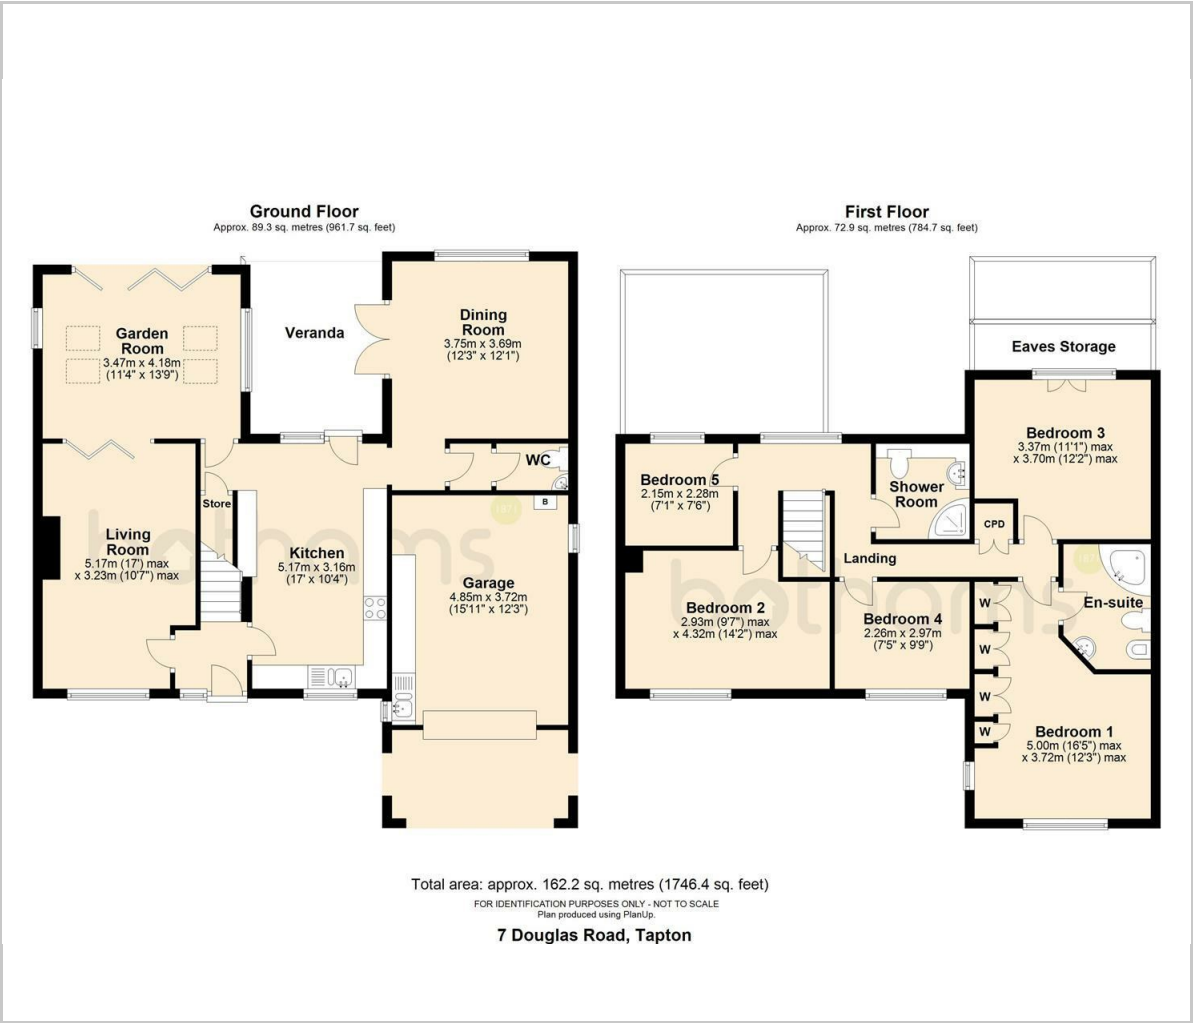 Ground Floor
Approx. 89.3 sq. metres (961.7 sq. feet)
Garden
Room
3.47m x 4.18m
(11'4" x 13'9")
Veranda
Dining
Room
3.75m x 3.69m
(12'3" x 12'1")
WC
Store
Living
Room
5.17m (17') max
x 3.23m (10'7") max
Kitchen
5.17m x 3.16m
(17' x 10'4")
B
Garage
4.85m x 3.72m
(15'11" x 12'3")
bothoms
1871
First Floor
Approx. 72.9 sq. metres (784.7 sq. feet)
Eaves Storage
Bedroom 3
3.37m (11'1") max
x 3.70m (12'2") max
Bedroom 5
2.15m x 2.28m
(7'1" x 7'6")
Shower
Room
CPD
Landing
Bedroom 2
2.93m (9'7") max
x 4.32m (14'2") max
Bedroom 4
2.26m x 2.97m
(7'5" x 9'9")
En-suite
W
W
W
W
Bedroom 1
5.00m (16'5") max
x 3.72m (12'3") max
bothoms
Total area: approx. 162.2 sq. metres (1746.4 sq. feet)
FOR IDENTIFICATION PURPOSES ONLY - NOT TO SCALE
Plan produced using PlanUp.
7 Douglas Road, Tapton